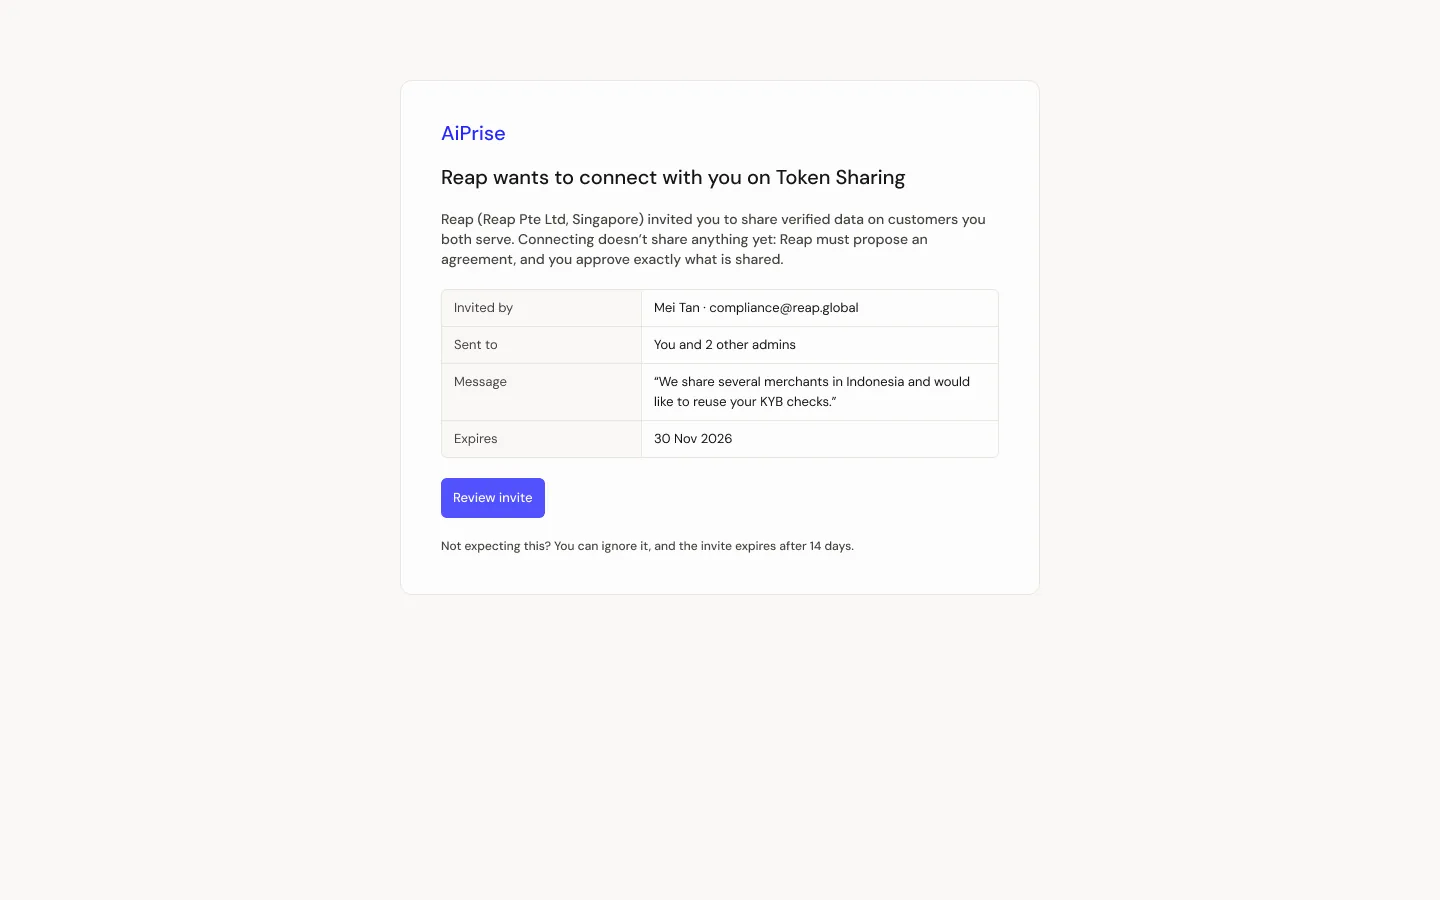 AiPrise
Reap wants to connect with you on Token Sharing
Reap (Reap Pte Ltd, Singapore) invited you to share verified data on customers you
both serve. Connecting doesn’t share anything yet: Reap must propose an
agreement, and you approve exactly what is shared.
Invited by
Mei Tan · compliance@reap.global
Sent to
You and 2 other admins
Message
“We share several merchants in Indonesia and would
like to reuse your KYB checks.”
Expires
30 Nov 2026
Review invite
Not expecting this? You can ignore it, and the invite expires after 14 days.